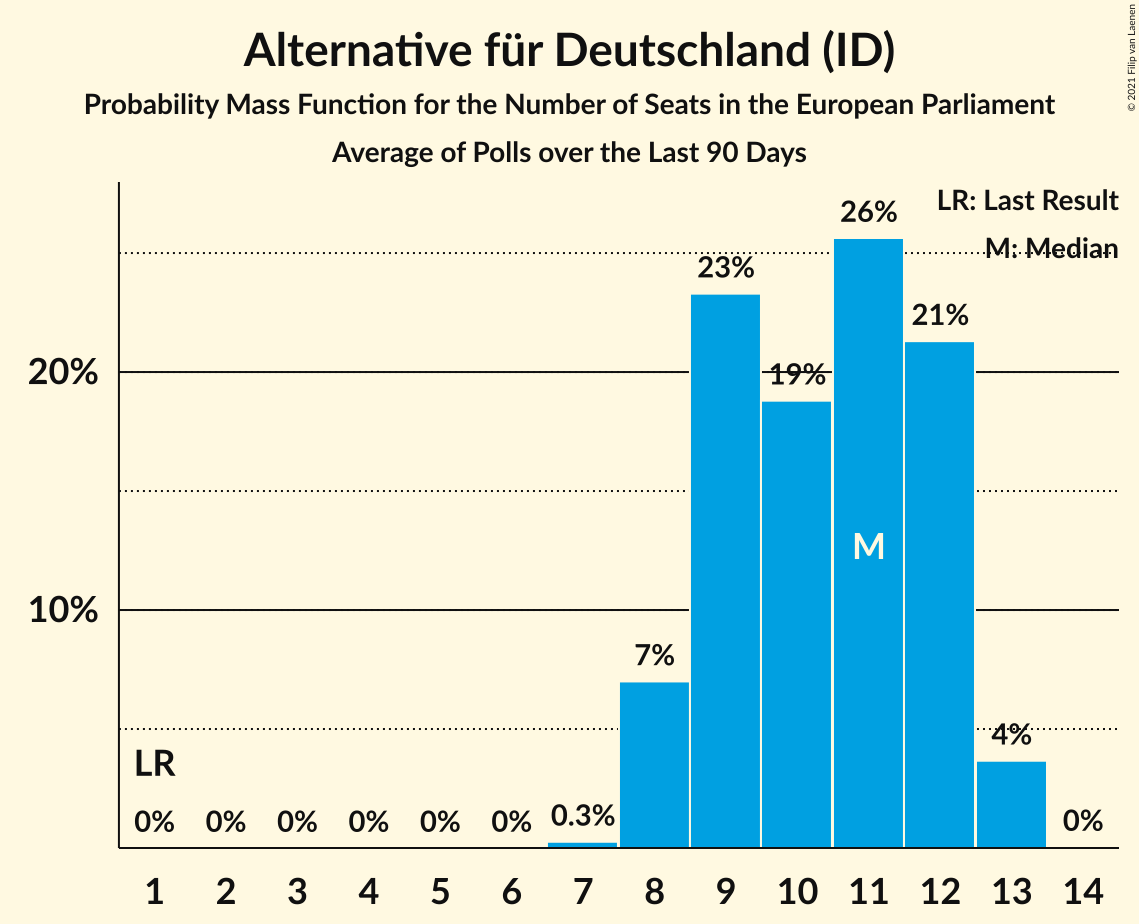 Alternative für Deutschland (ID)
Probability Mass Function for the Number of Seats in the European Parliament
Average of Polls over the Last 90 Days
© 2021 Filip van Laenen
LR: Last Result
M: Median
26%
23%
21%
20%
19%
M
10%
7%
4%
LR
0% 0% 0% 0% 0% 0% 0.3% 0%
1 2 3 4 5 6 7 8 9 10 11 12 13 14